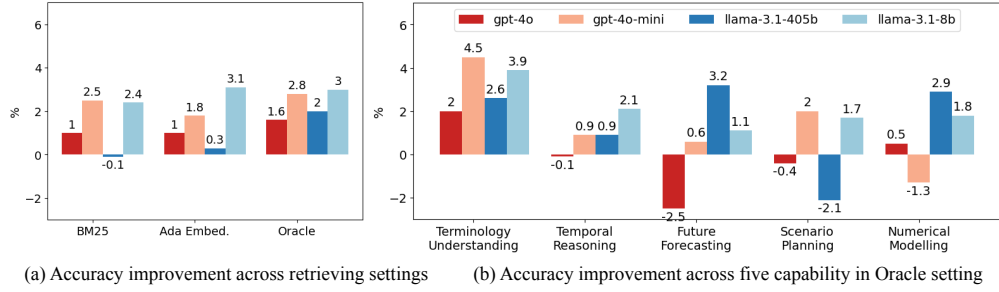 6
4
2
0
−2
%
1
2.5
-0.1
2.4
1
1.8
0.3
3.1
1.6
2.8
2
3
BM25
Ada Embed.
Oracle
(a) Accuracy improvement across retrieving settings
gpt-4o
gpt-4o-mini
llama-3.1-405b
llama-3.1-8b
6
4
2
0
−2
%
2
4.5
2.6
3.9
-0.1
0.9
0.9
2.1
-2.5
0.6
3.2
1.1
-0.4
2
-2.1
1.7
0.5
-1.3
2.9
1.8
Terminology
Understanding
Temporal
Reasoning
Future
Forecasting
Scenario
Planning
Numerical
Modelling
(b) Accuracy improvement across five capability in Oracle setting